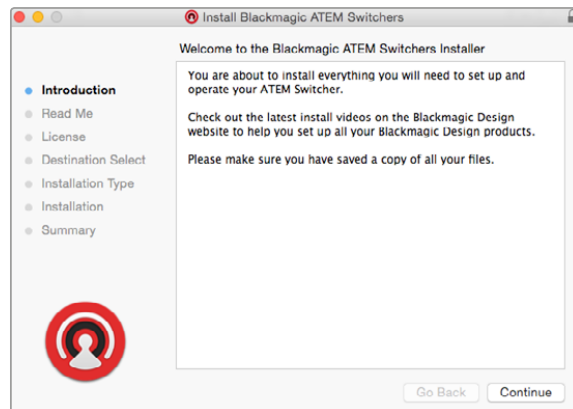 Install Blackmagic ATEM Switchers
Welcome to the Blackmagic ATEM Switchers Installer
Introduction
Read Me
License
Destination Select
Installation Type
Installation
Summary
You are about to install everything you will need to set up and
operate your ATEM Switcher.
Check out the latest install videos on the Blackmagic Design
website to help you set up all your Blackmagic Design products.
Please make sure you have saved a copy of all your files.
Go Back
Continue